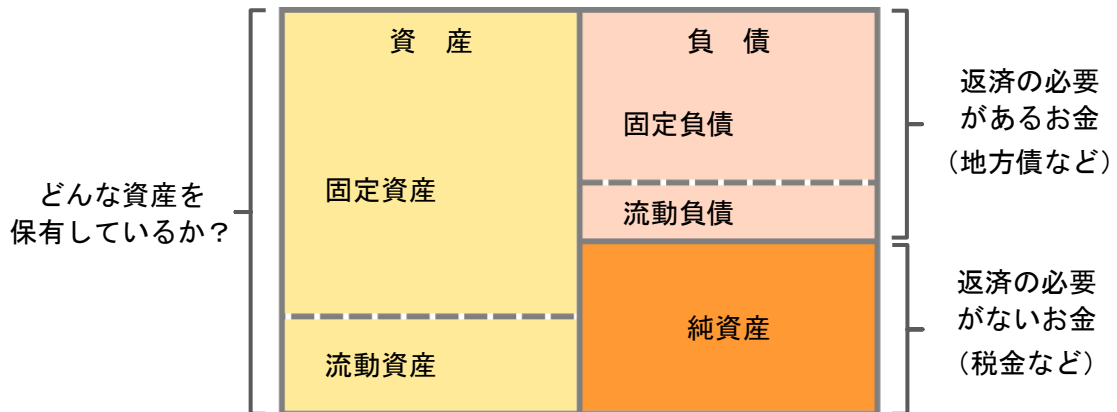 どんな資産を
保有しているか？
資　産
固定資産
流動資産
負　債
固定負債
流動負債
純資産
返済の必要
があるお金
（地方債など）
返済の必要
がないお金
（税金など）